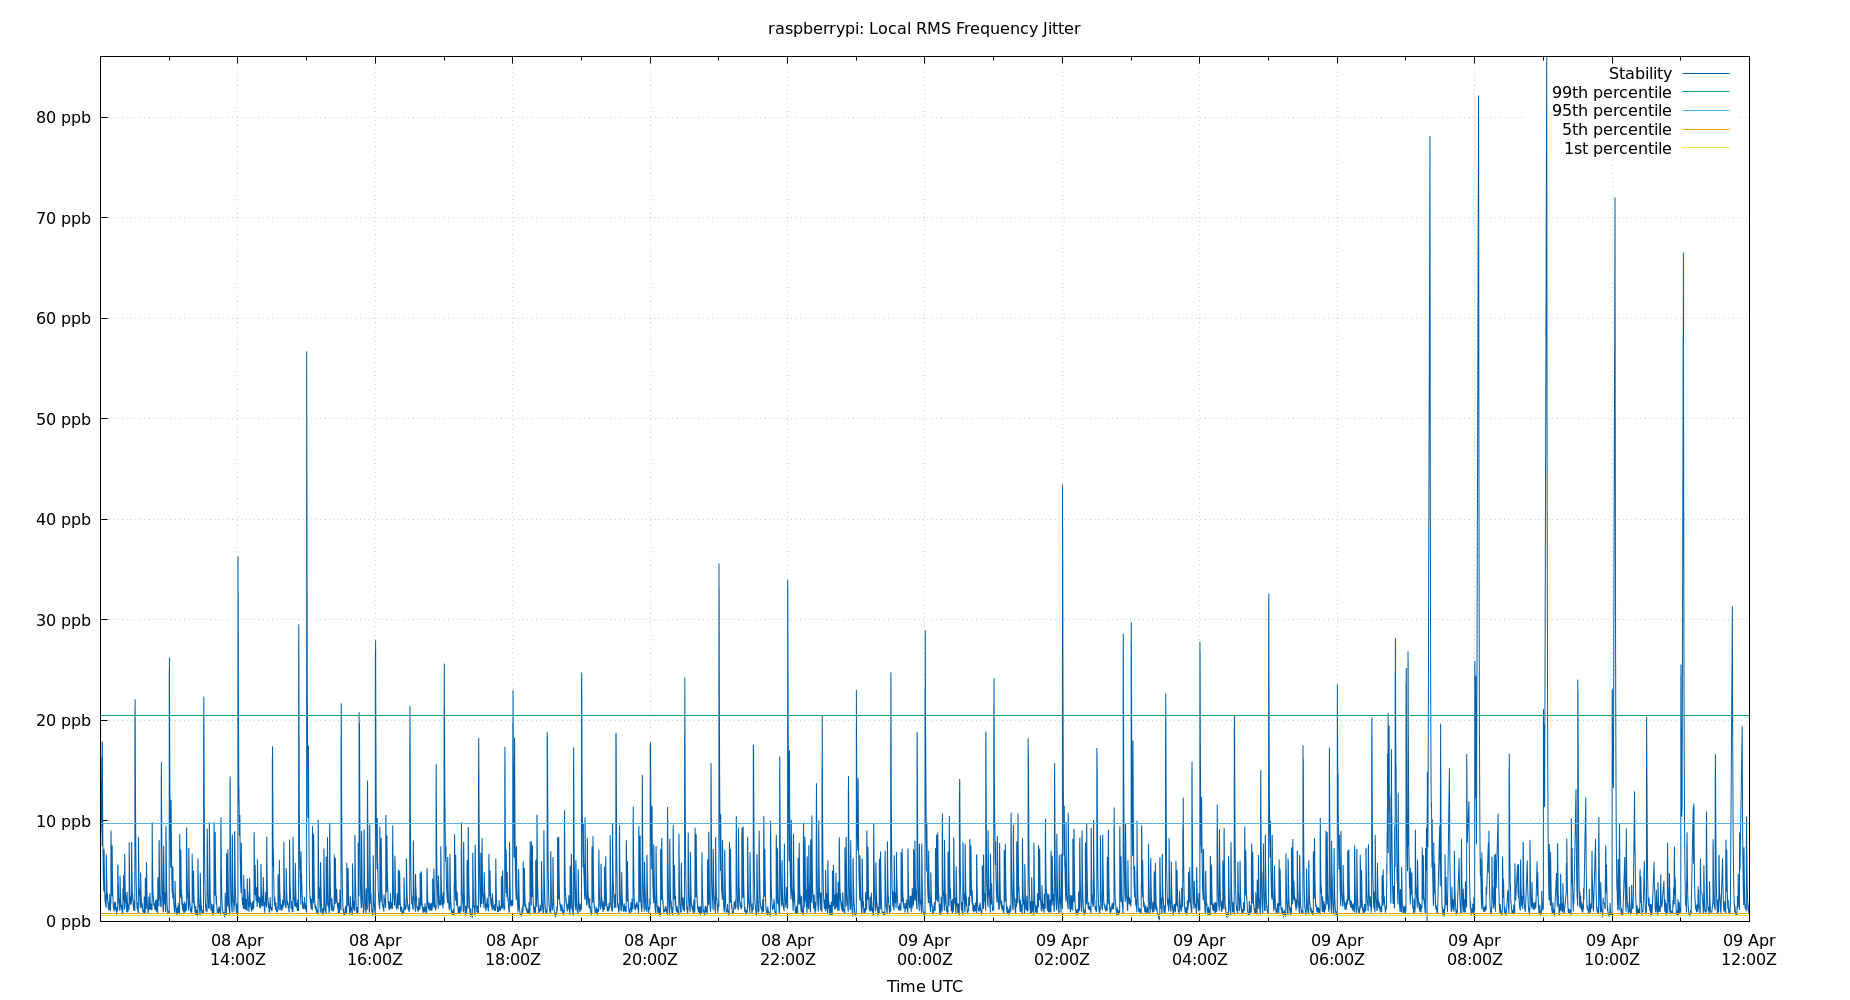 raspberrypi: Local RMS Frequency Jitter
Stability
99th percentile
95th percentile
5th percentile
1st percentile
80 ppb
70 ppb
60 ppb
50 ppb
40 ppb
30 ppb
20 ppb
10 ppb
0 ppb
08 Apr 08 Apr 08 Apr 08 Apr 08 Apr 09 Apr 09 Apr 09 Apr 09 Apr 09 Apr 09 Apr 09 Apr
14:00Z 16:00Z 18:00Z 20:00Z 22:00Z 00:00Z 02:00Z 04:00Z 06:00Z 08:00Z 10:00Z 12:00Z
Time UTC